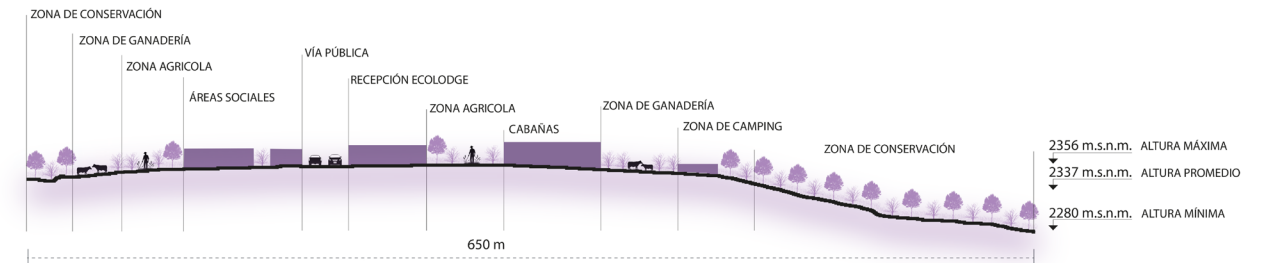 ZONA DE CONSERVACIÓN
ZONA DE GANADERÍA
ZONA AGRICOLA
ÁREAS SOCIALES
VÍA PÚBLICA
RECEPCIÓN ECOLODGE
ZONA AGRICOLA
CABAÑAS
ZONA DE GANADERÍA
ZONA DE CAMPING
ZONA DE CONSERVACIÓN
2356 m.s.n.m. ALTURA MÁXIMA
2337 m.s.n.m. ALTURA PROMEDIO
2280 m.s.n.m. ALTURA MÍNIMA
650 m